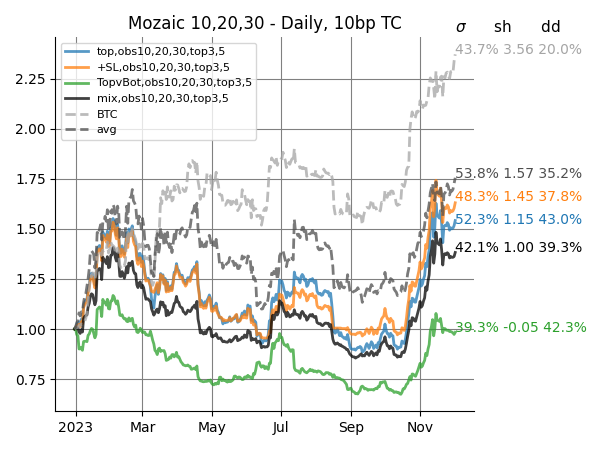 Mozaic 10,20,30 - Daily, 10bp TC
σ sh dd
43.7% 3.56 20.0%
top,obs10,20,30,top3,5
+SL,obs10,20,30,top3,5
TopvBot,obs10,20,30,top3,5
mix,obs10,20,30,top3,5
BTC
avg
53.8% 1.57 35.2%
48.3% 1.45 37.8%
52.3% 1.15 43.0%
42.1% 1.00 39.3%
39.3% -0.05 42.3%
2.25
2.00
1.75
1.50
1.25
1.00
0.75
2023 Mar May Jul Sep Nov